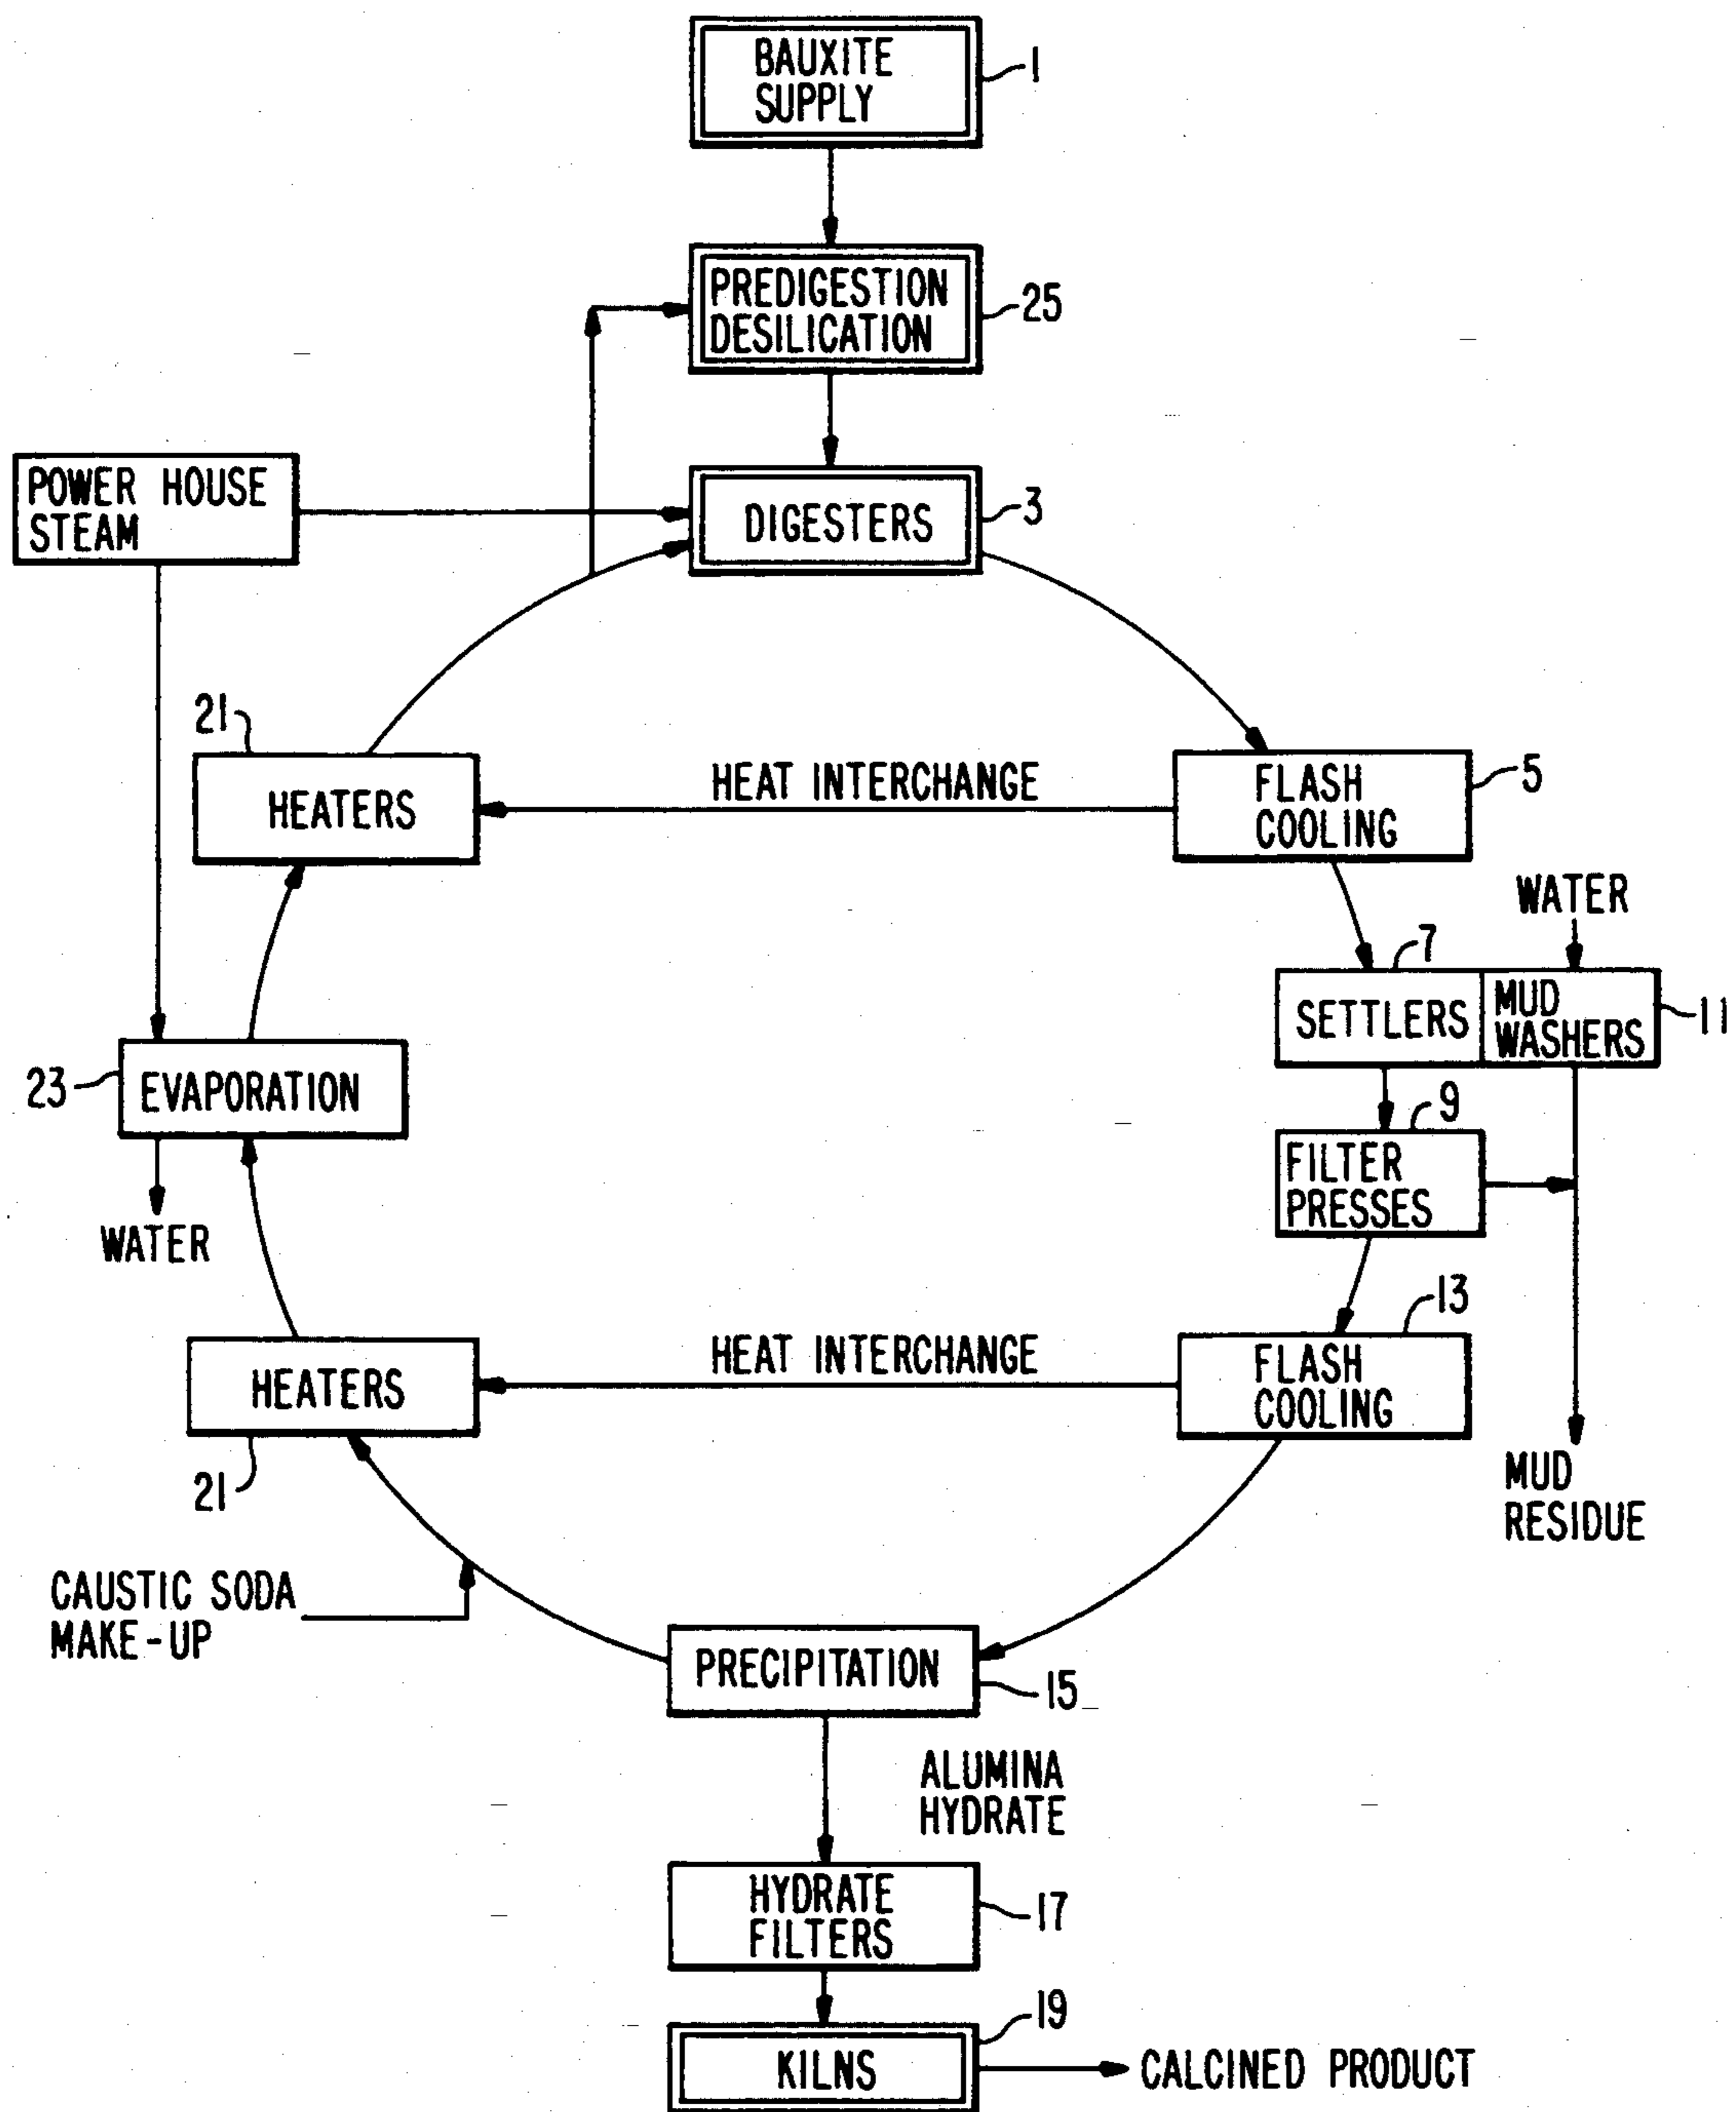 BAUXITE
SUPPLY
1
PREDIGESTION
DESILICATION
25
POWER HOUSE
STEAM
DIGESTERS
3
21
HEATERS
HEAT INTERCHANGE
FLASH
COOLING
5
WATER
7
SETTLERS
MUD
WASHERS
11
23
EVAPORATION
WATER
9
FILTER
PRESSES
13
HEATERS
21
HEAT INTERCHANGE
FLASH
COOLING
MUD
RESIDUE
CAUSTIC SODA
MAKE-UP
PRECIPITATION
15
ALUMINA
HYDRATE
HYDRATE
FILTERS
17
19
KILNS
CALCINED PRODUCT